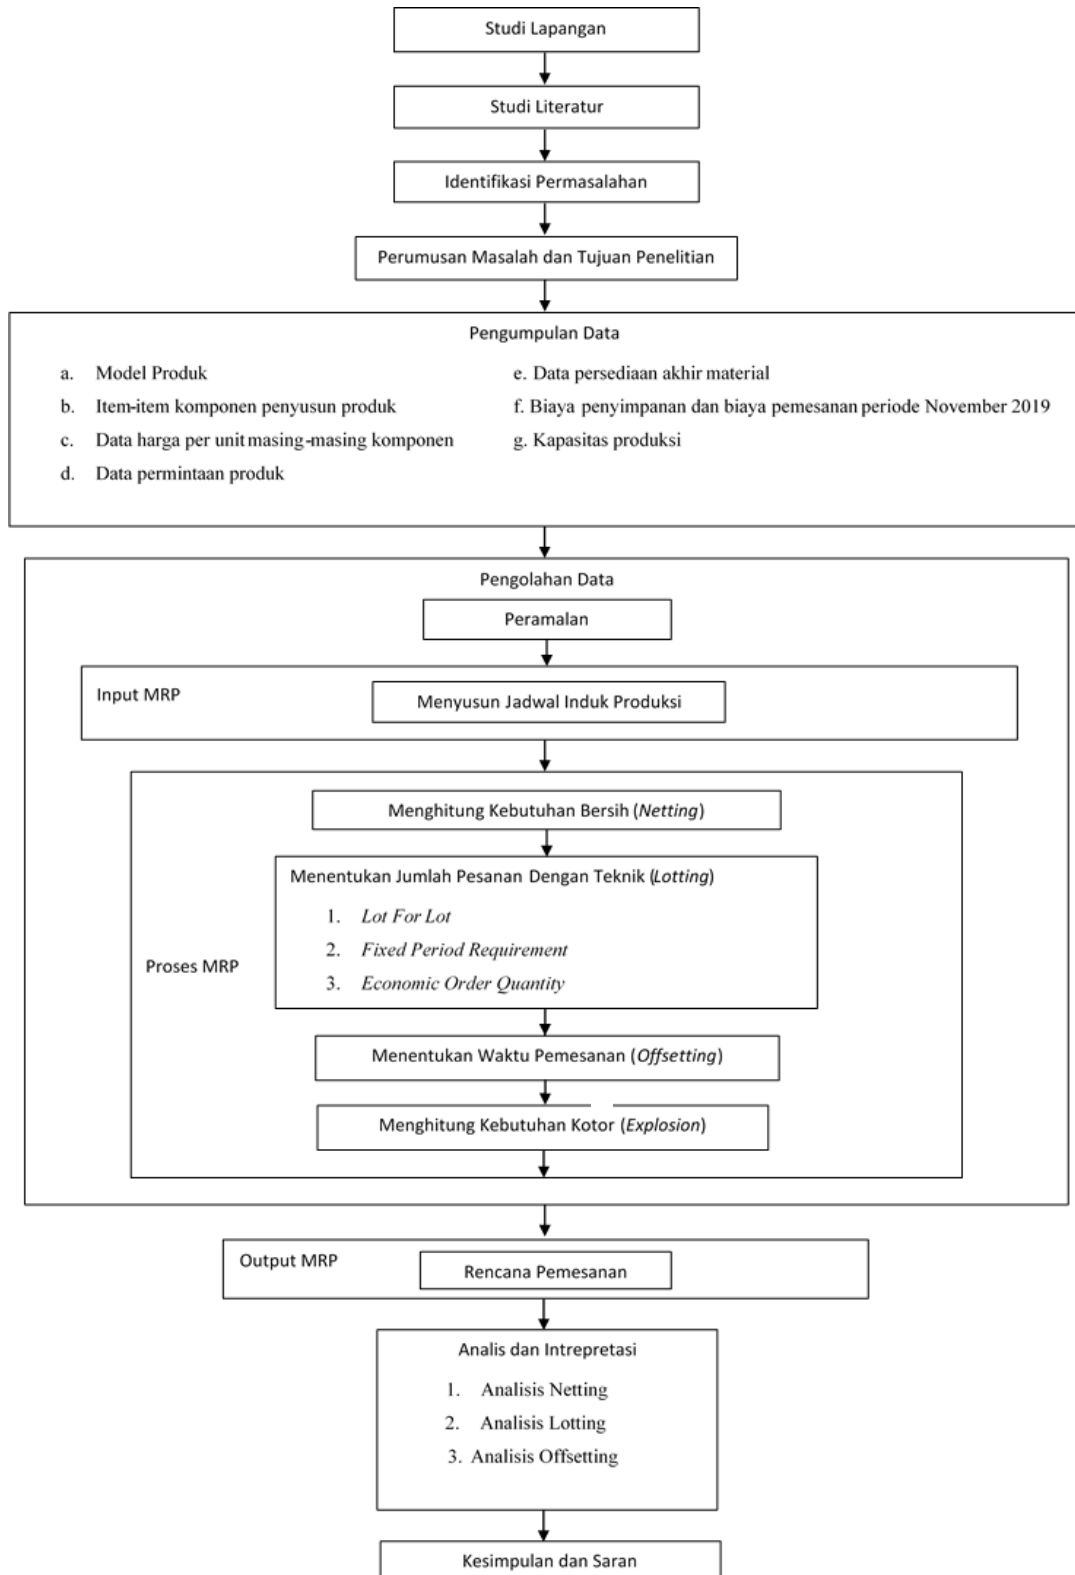 Studi Lapangan
Studi Literatur
Identifikasi Permasalahan
Perumusan Masalah dan Tujuan Penelitian
Pengumpulan Data
a. Model Produk
b. Item-item komponen penyusun produk
c. Data harga per unit masing-masing komponen
d. Data permintaan produk
e. Data persediaan akhir material
f. Biaya penyimpanan dan biaya pemesanan periode November 2019
g. Kapasitas produksi
Pengolahan Data
Peramalan
Input MRP
Menyusun Jadwal Induk Produksi
Proses MRP
Menghitung Kebutuhan Bersih (Netting)
Menentukan Jumlah Pesanan Dengan Teknik (Lotting)
1. Lot For Lot
2. Fixed Period Requirement
3. Economic Order Quantity
Menentukan Waktu Pemesanan (Offsetting)
Menghitung Kebutuhan Kotor (Explosion)
Output MRP
Rencana Pemesanan
Analis dan Intrepretasi
1. Analisis Netting
2. Analisis Lotting
3. Analisis Offsetting
Kesimpulan dan Saran